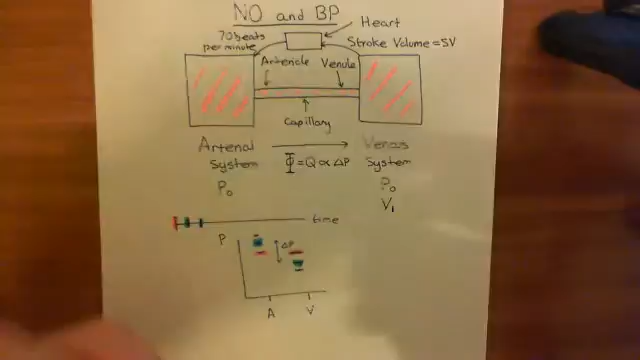 NO and BP
Heart
70 beats
per minute
Stroke Volume = SV
Arteriole
Venule
Capillary
Arterial
System
P₀
Φ = Q ∝ ΔP
Venous
System
P₀
V₁
time
P
ΔP
A
V